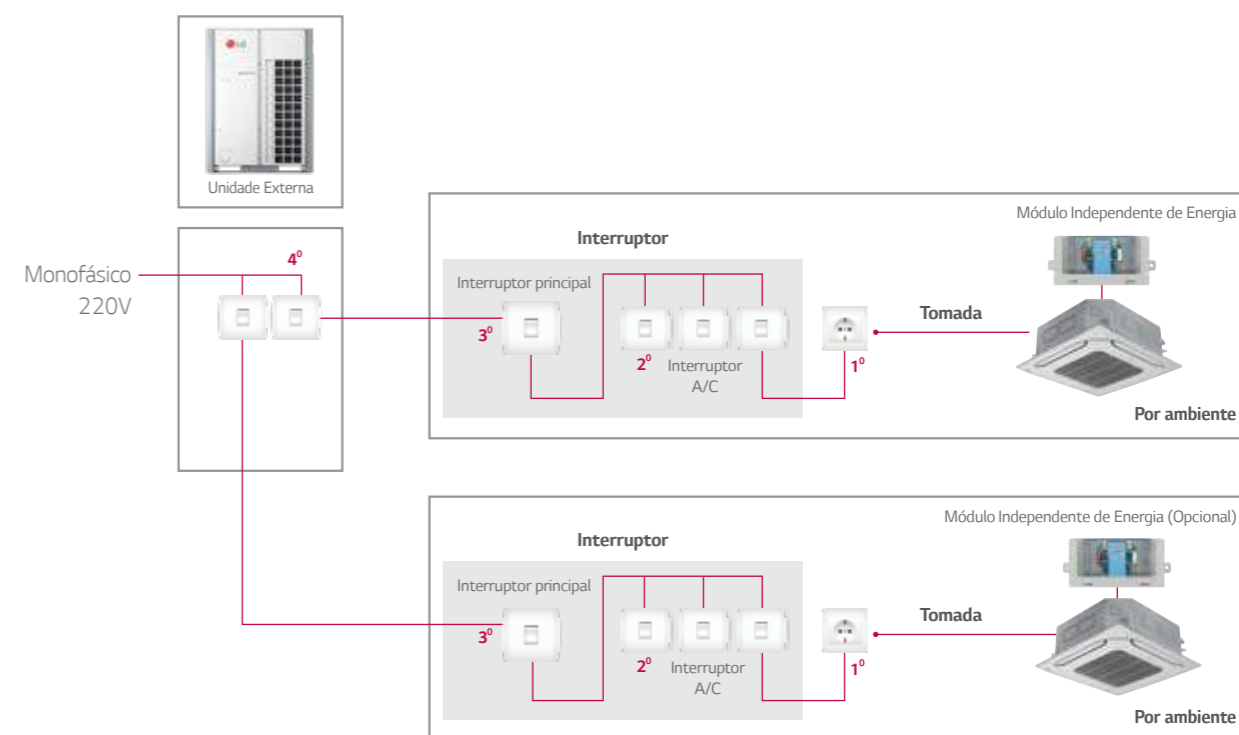 LG
Unidade Externa
Monofásico
220V
4º
Módulo Independente de Energia
Interruptor
Interruptor principal
3º
2º
Interruptor
A/C
1º
Tomada
Por ambiente
Módulo Independente de Energia (Opcional)
Interruptor
Interruptor principal
3º
2º
Interruptor
A/C
1º
Tomada
Por ambiente